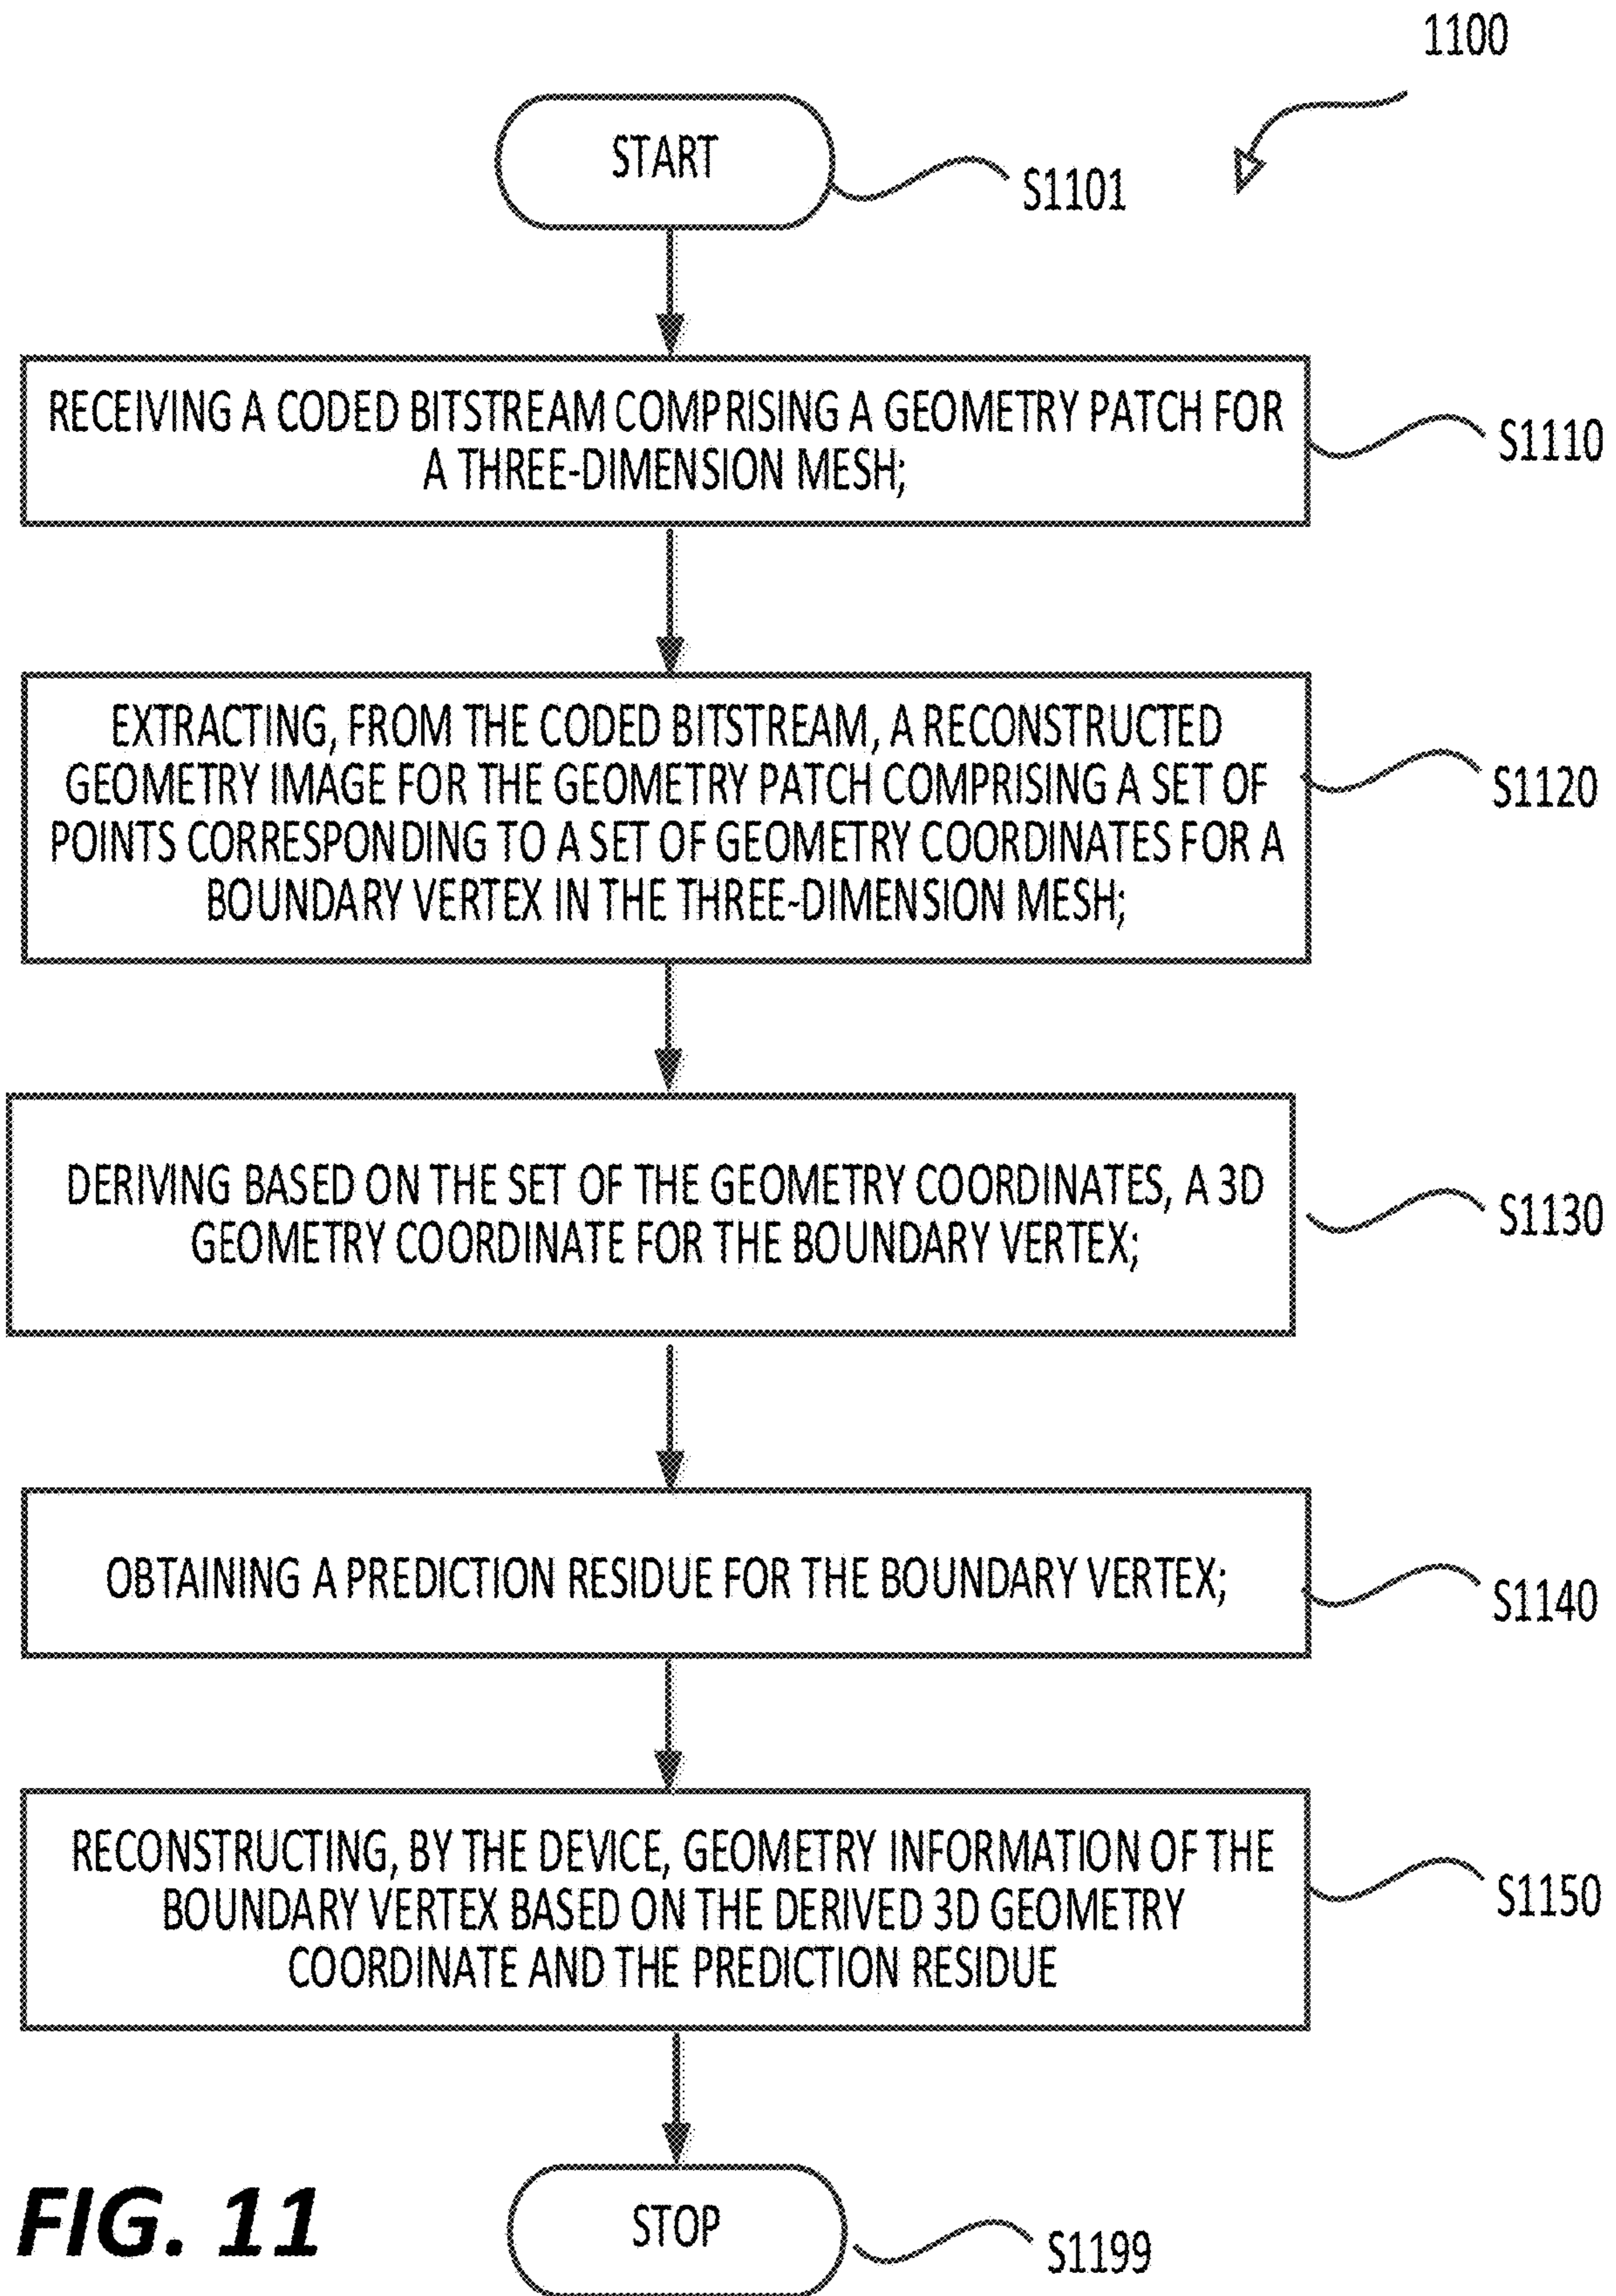 1100
START
S1101
RECEIVING A CODED BITSTREAM COMPRISING A GEOMETRY PATCH FOR
A THREE-DIMENSION MESH;
S1110
EXTRACTING, FROM THE CODED BITSTREAM, A RECONSTRUCTED
GEOMETRY IMAGE FOR THE GEOMETRY PATCH COMPRISING A SET OF
POINTS CORRESPONDING TO A SET OF GEOMETRY COORDINATES FOR A
BOUNDARY VERTEX IN THE THREE-DIMENSION MESH;
S1120
DERIVING BASED ON THE SET OF THE GEOMETRY COORDINATES, A 3D
GEOMETRY COORDINATE FOR THE BOUNDARY VERTEX;
S1130
OBTAINING A PREDICTION RESIDUE FOR THE BOUNDARY VERTEX;
S1140
RECONSTRUCTING, BY THE DEVICE, GEOMETRY INFORMATION OF THE
BOUNDARY VERTEX BASED ON THE DERIVED 3D GEOMETRY
COORDINATE AND THE PREDICTION RESIDUE
S1150
STOP
S1199
FIG. 11